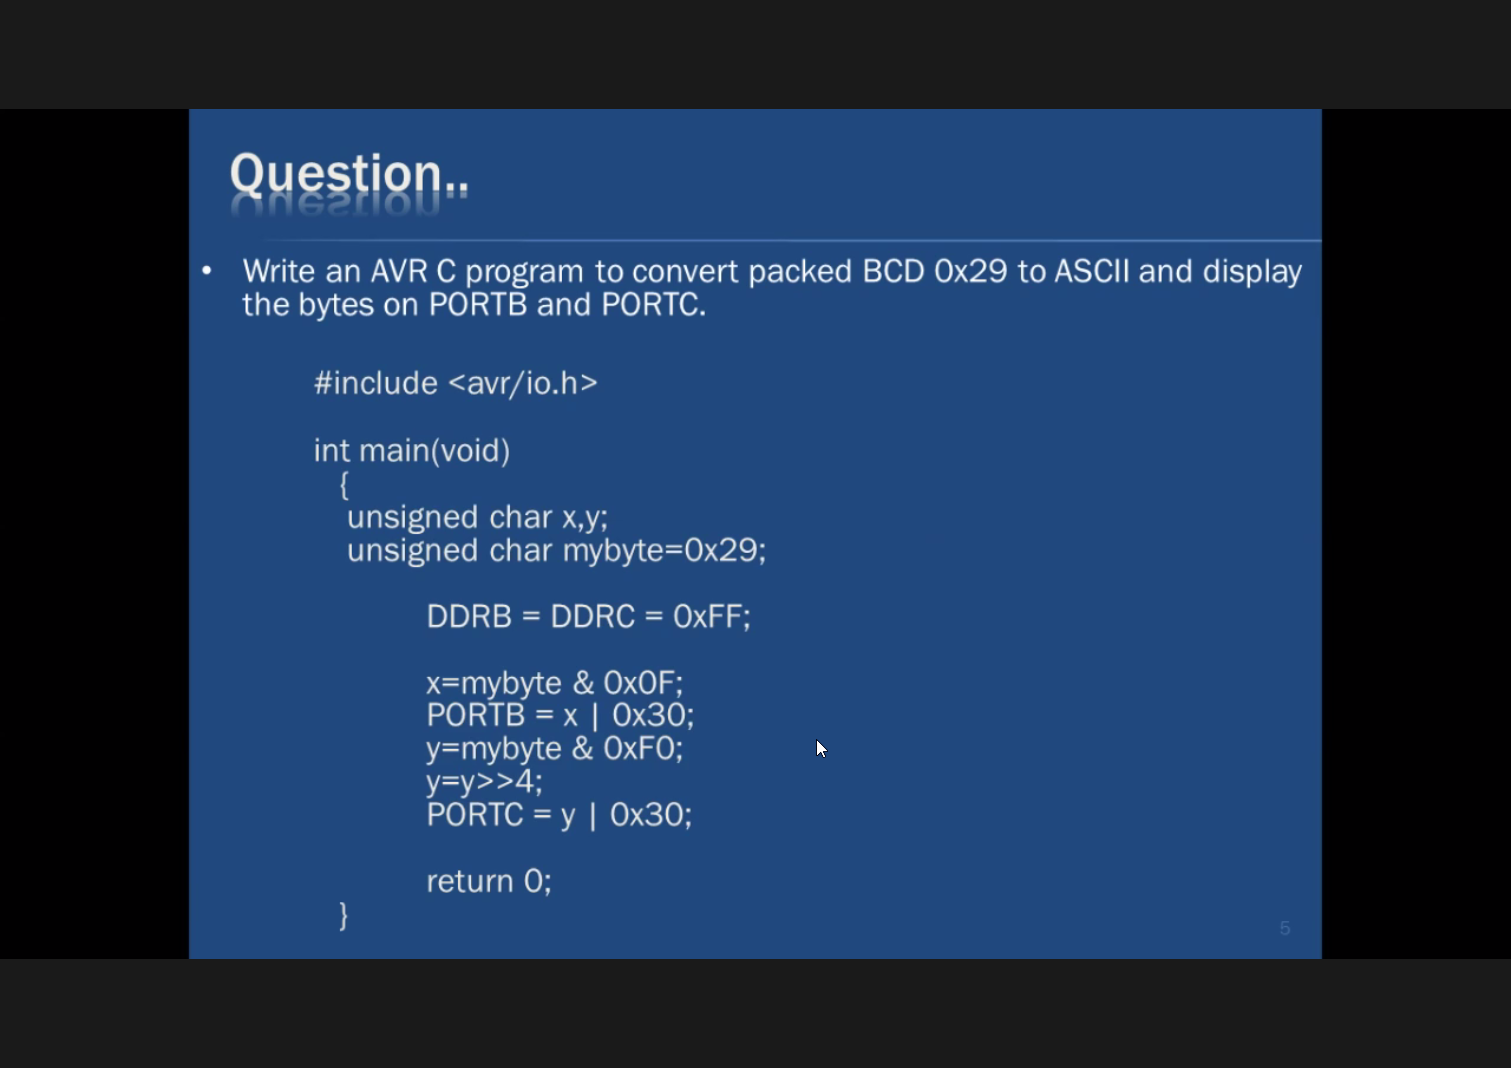 Question..
• Write an AVR C program to convert packed BCD 0x29 to ASCII and display
the bytes on PORTB and PORTC.
#include <avr/io.h>
int main(void)
{
unsigned char x,y;
unsigned char mybyte=0x29;
DDRB = DDRC = 0xFF;
x=mybyte & 0x0F;
PORTB = x | 0x30;
y=mybyte & 0xF0;
y=y>>4;
PORTC = y | 0x30;
return 0;
}
5